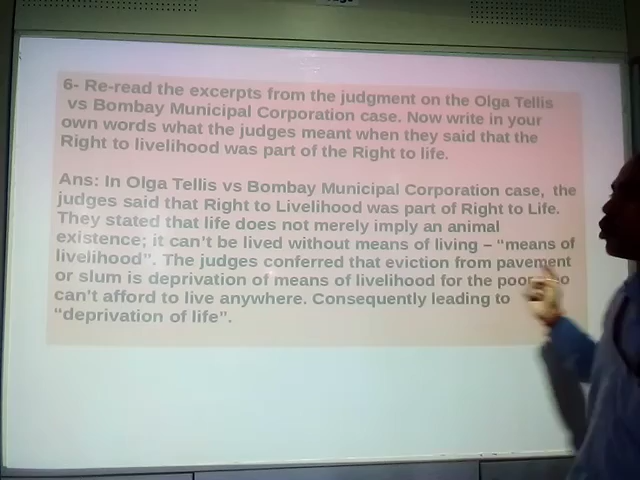 6- Re-read the excerpts from the judgment on the Olga Tellis
vs Bombay Municipal Corporation case. Now write in your
own words what the judges meant when they said that the
Right to livelihood was part of the Right to life.
Ans: In Olga Tellis vs Bombay Municipal Corporation case, the
judges said that Right to Livelihood was part of Right to Life.
They stated that life does not merely imply an animal
existence; it can't be lived without means of living – “means of
livelihood”. The judges conferred that eviction from pavement
or slum is deprivation of means of livelihood for the poor
can't afford to live anywhere. Consequently leading to
“deprivation of life”.